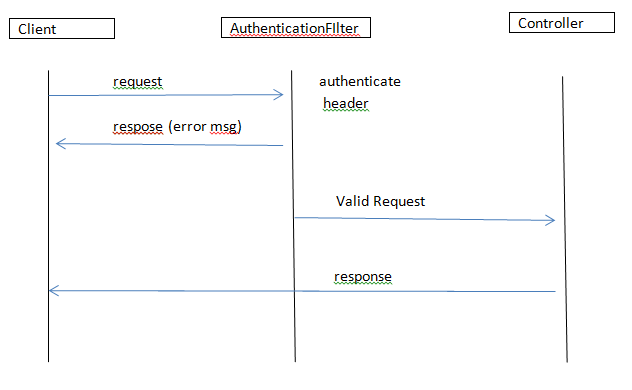 Client
AuthenticationFIlter
Controller
request
authenticate
header
respose (error msg)
Valid Request
response